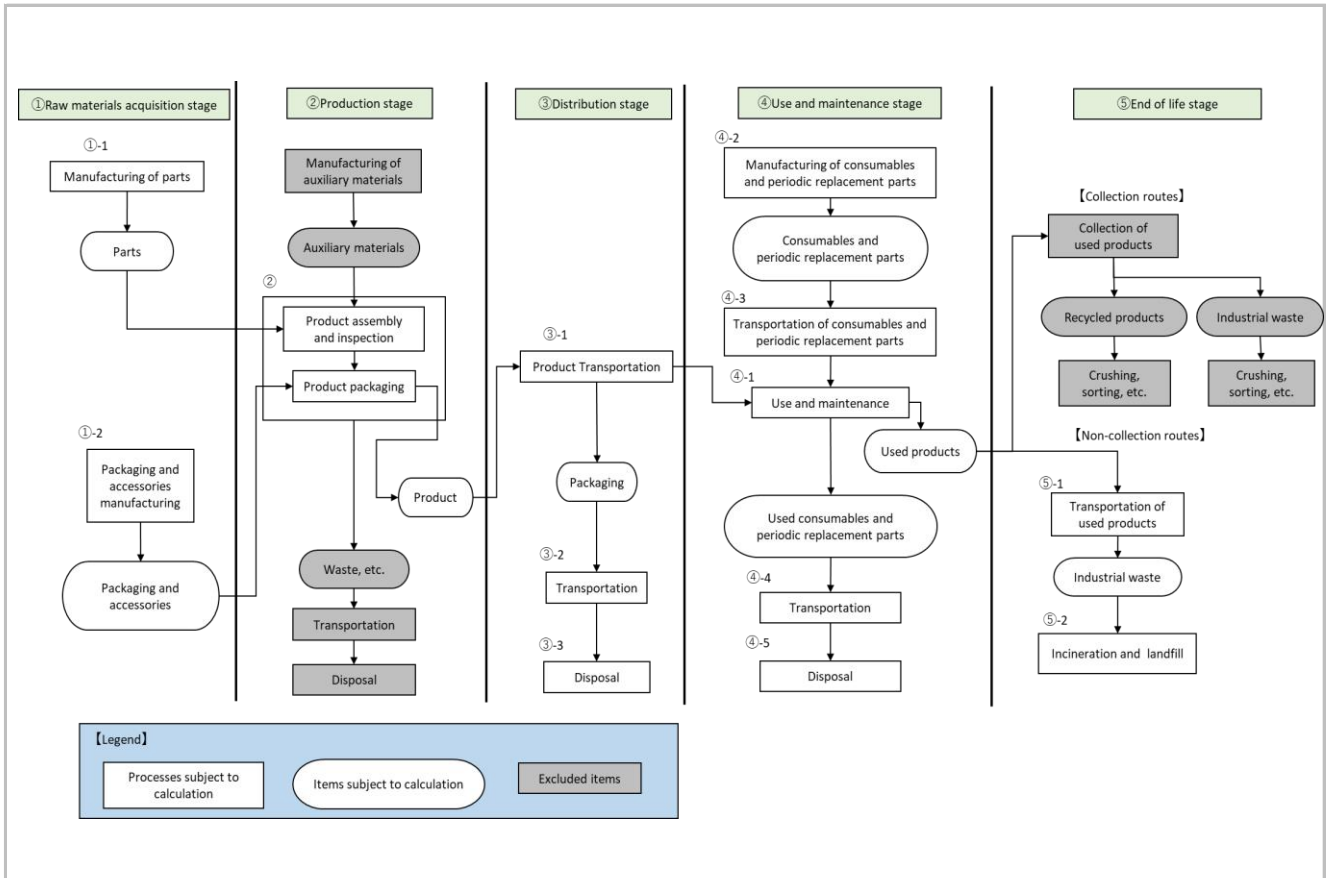 ①Raw materials acquisition stage
①-1
Manufacturing of parts
Parts
①-2
Packaging and
accessories
manufacturing
Packaging and
accessories
②Production stage
Manufacturing of
auxiliary materials
Auxiliary materials
②
Product assembly
and inspection
Product packaging
Product
Waste, etc.
Transportation
Disposal
③Distribution stage
③-1
Product Transportation
Packaging
③-2
Transportation
③-3
Disposal
④Use and maintenance stage
④-2
Manufacturing of consumables
and periodic replacement parts
Consumables and
periodic replacement parts
④-3
Transportation of consumables and
periodic replacement parts
④-1
Use and maintenance
Used products
Used consumables and
periodic replacement parts
④-4
Transportation
④-5
Disposal
⑤End of life stage
【Collection routes】
Collection of
used products
Recycled products
Industrial waste
Crushing,
sorting, etc.
Crushing,
sorting, etc.
【Non-collection routes】
⑤-1
Transportation of
used products
Industrial waste
⑤-2
Incineration and landfill
【Legend】
Processes subject to
calculation
Items subject to calculation
Excluded items